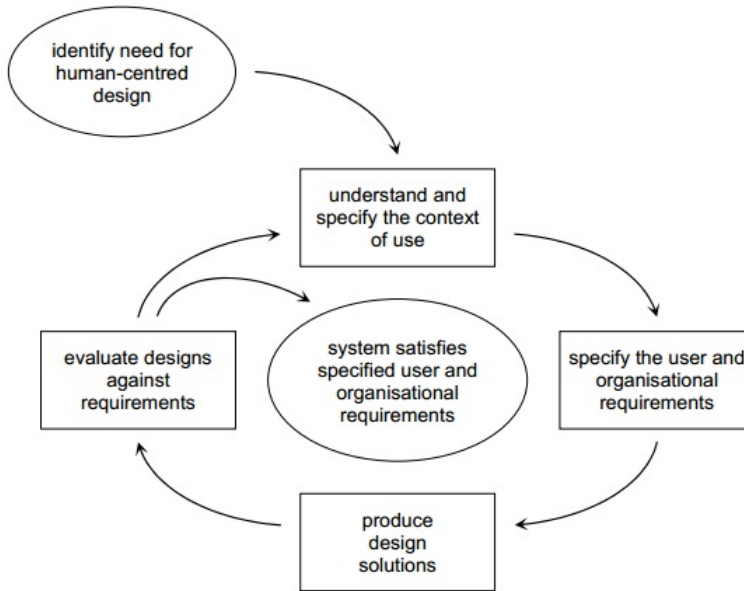 identify need for
human-centred
design
understand and
specify the context
of use
evaluate designs
against
requirements
system satisfies
specified user and
organisational
requirements
specify the user and
organisational
requirements
produce
design
solutions